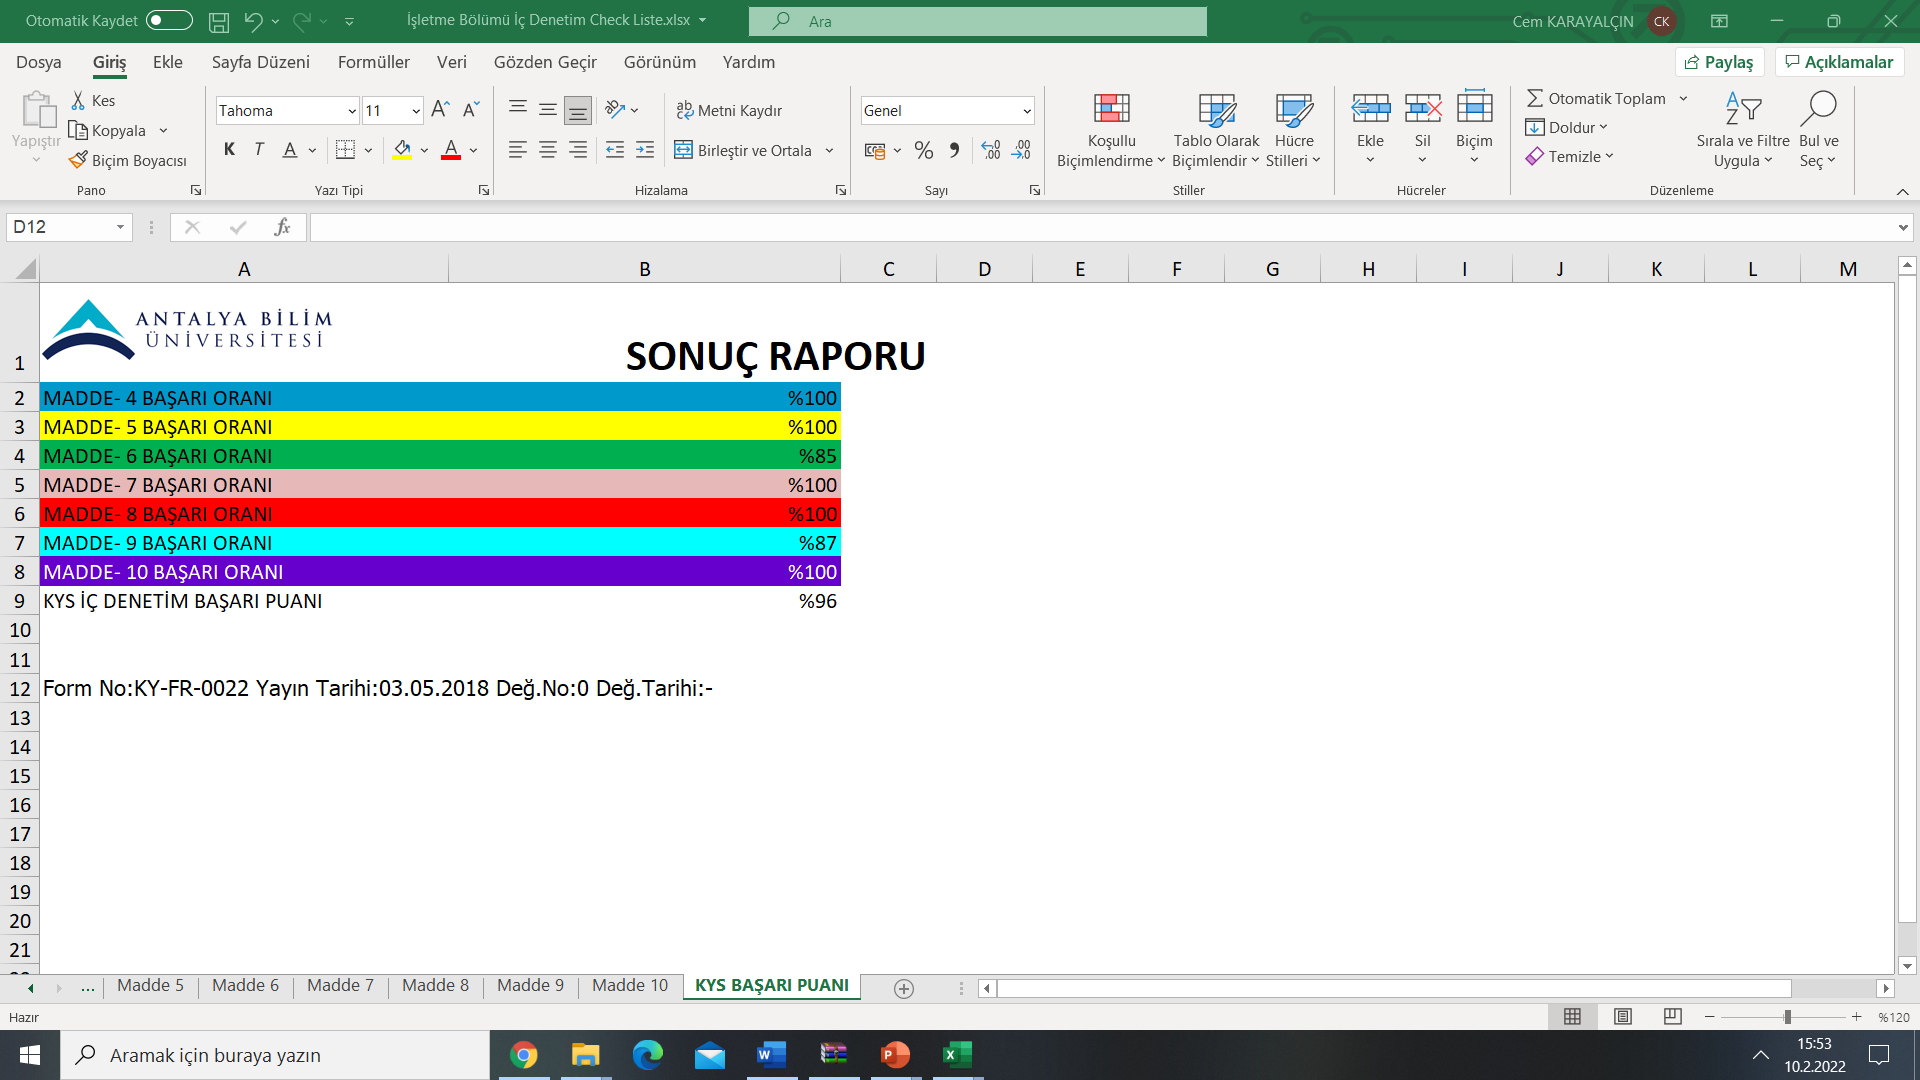 Otomatik Kaydet
İşletme Bölümü İç Denetim Check Liste.xlsx
Ara
Cem KARAYALÇIN
CK
Dosya Giriş Ekle Sayfa Düzeni Formüller Veri Gözden Geçir Görünüm Yardım
Paylaş
Açıklamalar
Yapıştır
Kes
Kopyala
Biçim Boyacısı
Pano
Tahoma
11
K T A
Yazı Tipi
Metni Kaydır
Birleştir ve Ortala
Hizalama
Genel
Sayı
Koşullu
Biçimlendirme
Tablo Olarak
Biçimlendir
Hücre
Stilleri
Stiller
Ekle
Sil
Biçim
Hücreler
Otomatik Toplam
Doldur
Temizle
Sırala ve Filtre
Uygula
Bul ve
Seç
Düzenleme
D12
fx
A B C D E F G H I J K L M
ANTALYA BİLİM
ÜNİVERSİTESİ
1 SONUÇ RAPORU
2 MADDE- 4 BAŞARI ORANI %100
3 MADDE- 5 BAŞARI ORANI %100
4 MADDE- 6 BAŞARI ORANI %85
5 MADDE- 7 BAŞARI ORANI %100
6 MADDE- 8 BAŞARI ORANI %100
7 MADDE- 9 BAŞARI ORANI %87
8 MADDE- 10 BAŞARI ORANI %100
9 KYS İÇ DENETİM BAŞARI PUANI %96
10
11
12 Form No:KY-FR-0022 Yayın Tarihi:03.05.2018 Değ.No:0 Değ.Tarihi:-
13
14
15
16
17
18
19
20
21
... Madde 5 Madde 6 Madde 7 Madde 8 Madde 9 Madde 10 KYS BAŞARI PUANI
Hazır
%120
Aramak için buraya yazın
15:53
10.2.2022